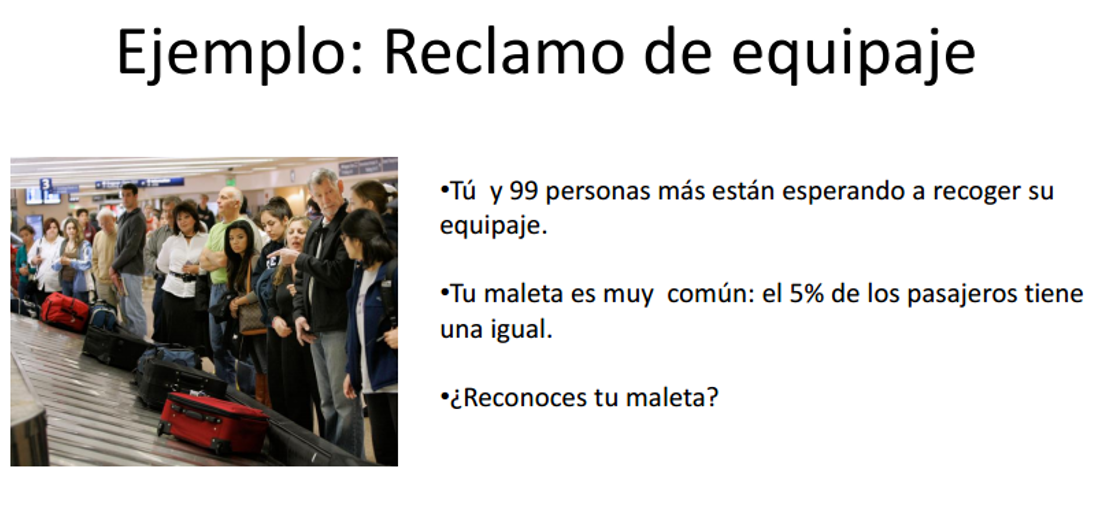 Ejemplo: Reclamo de equipaje
•Tú y 99 personas más están esperando a recoger su
equipaje.
•Tu maleta es muy común: el 5% de los pasajeros tiene
una igual.
•¿Reconoces tu maleta?
3